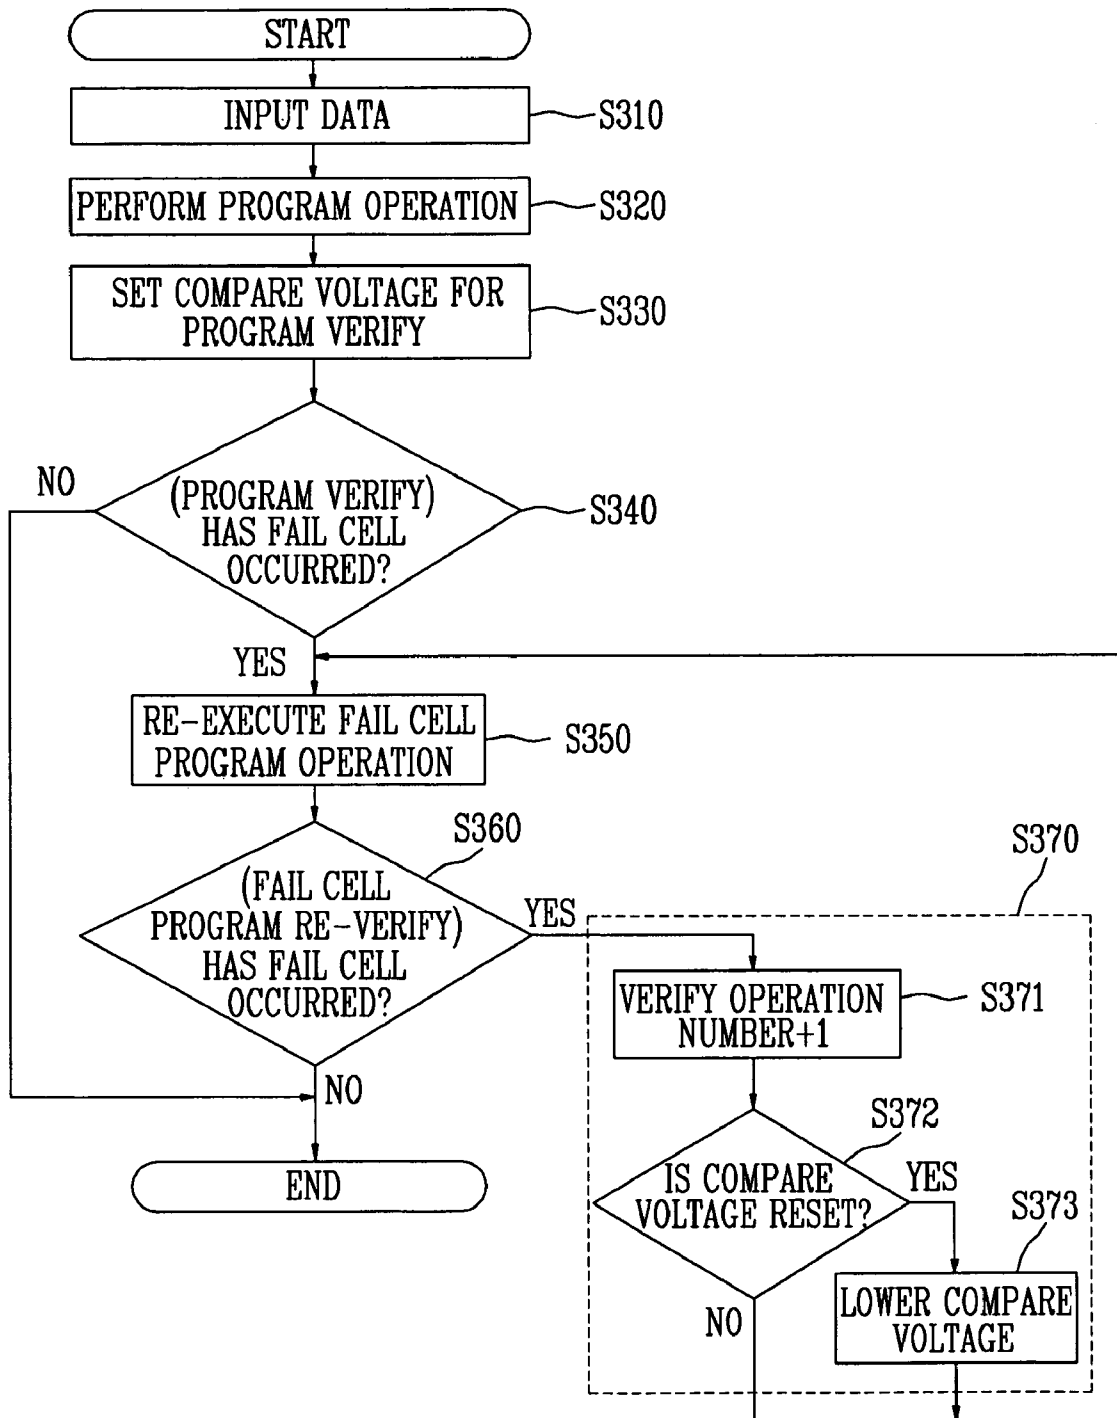 START
INPUT DATA
S310
PERFORM PROGRAM OPERATION
S320
SET COMPARE VOLTAGE FOR
PROGRAM VERIFY
S330
NO
(PROGRAM VERIFY)
HAS FAIL CELL
OCCURRED?
S340
YES
RE-EXECUTE FAIL CELL
PROGRAM OPERATION
S350
S360
(FAIL CELL
PROGRAM RE-VERIFY)
HAS FAIL CELL
OCCURRED?
YES
S370
VERIFY OPERATION
NUMBER+1
S371
NO
S372
IS COMPARE
VOLTAGE RESET?
YES
END
S373
LOWER COMPARE
VOLTAGE
NO